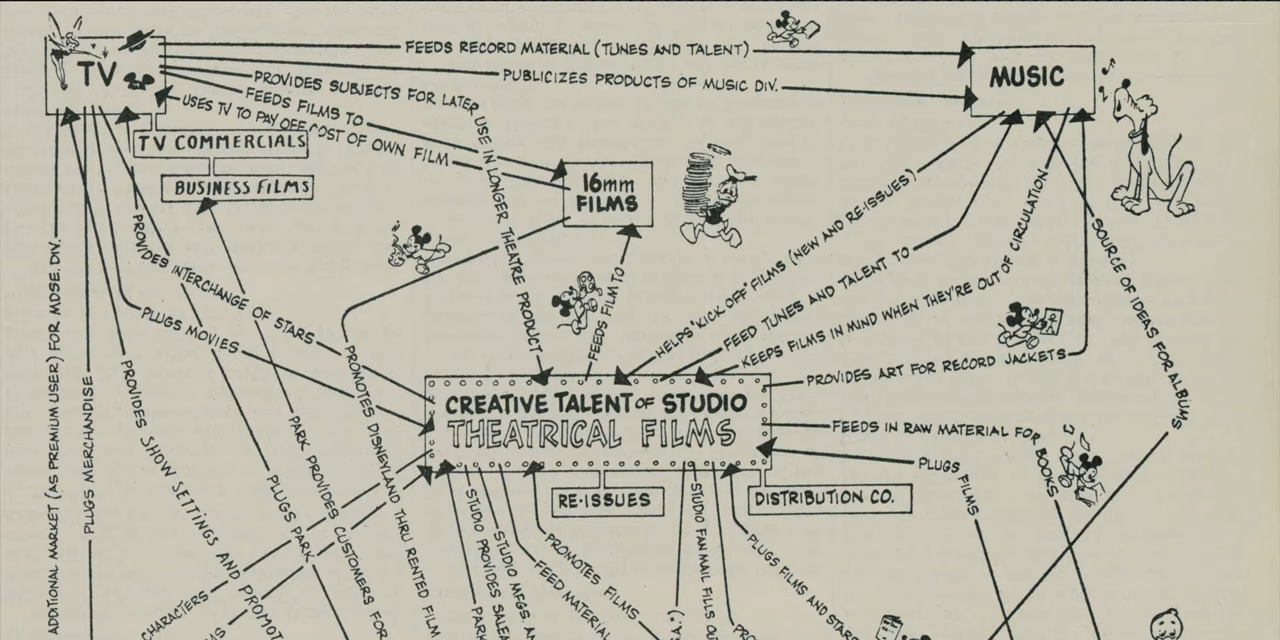 FEEDS RECORD MATERIAL (TUNES AND TALENT)
TV
MUSIC
PUBLICIZES PRODUCTS OF MUSIC DIV.
PROVIDES SUBJECTS FOR LATER USE IN LONGER THEATRE PRODUCT
FEEDS FILMS TO
USES TV TO PAY OFF COST OF OWN FILM
TV COMMERCIALS
BUSINESS FILMS
16mm
FILMS
PROVIDES INTERCHANGE OF STARS
PLUGS MOVIES
PROMOTES DISNEYLAND THRU RENTED FILM
FEEDS FILM TO
HELPS "KICK OFF" FILMS (NEW AND RE-ISSUES)
FEED TUNES AND TALENT TO
KEEPS FILMS IN MIND WHEN THEY'RE OUT OF CIRCULATION
PROVIDES ART FOR RECORD JACKETS
SOURCE OF IDEAS FOR ALBUMS
CREATIVE TALENT OF STUDIO
THEATRICAL FILMS
FEEDS IN RAW MATERIAL FOR BOOKS
PLUGS FILMS
RE-ISSUES
DISTRIBUTION CO.
ADDITIONAL MARKET (AS PREMIUM USER) FOR MDSE. DIV.
PLUGS MERCHANDISE
PROVIDES SHOW SETTINGS AND PROMOT
PLUGS PARK
PARK PROVIDES CUSTOMERS FOR
CHARACTERS
STUDIO PROVIDES
PARK
STUDIO MFGS.
FEED MATERIAL
PROMOTES FILMS
STUDIO FAN MAIL FILLS
PLUGS FILMS AND STARS